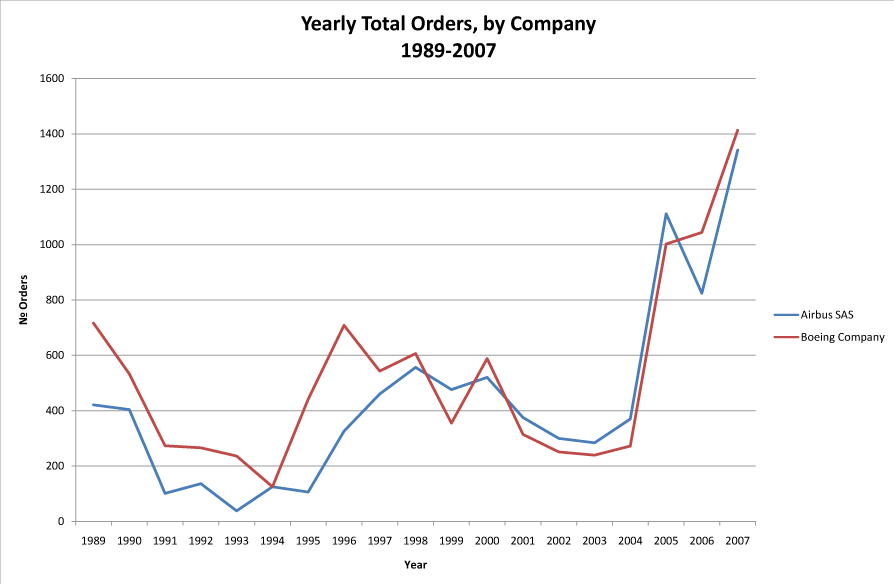 Yearly Total Orders, by Company
1989-2007
1600
1400
1200
1000
800
600
400
200
0
№ Orders
1989 1990 1991 1992 1993 1994 1995 1996 1997 1998 1999 2000 2001 2002 2003 2004 2005 2006 2007
Year
Airbus SAS
Boeing Company